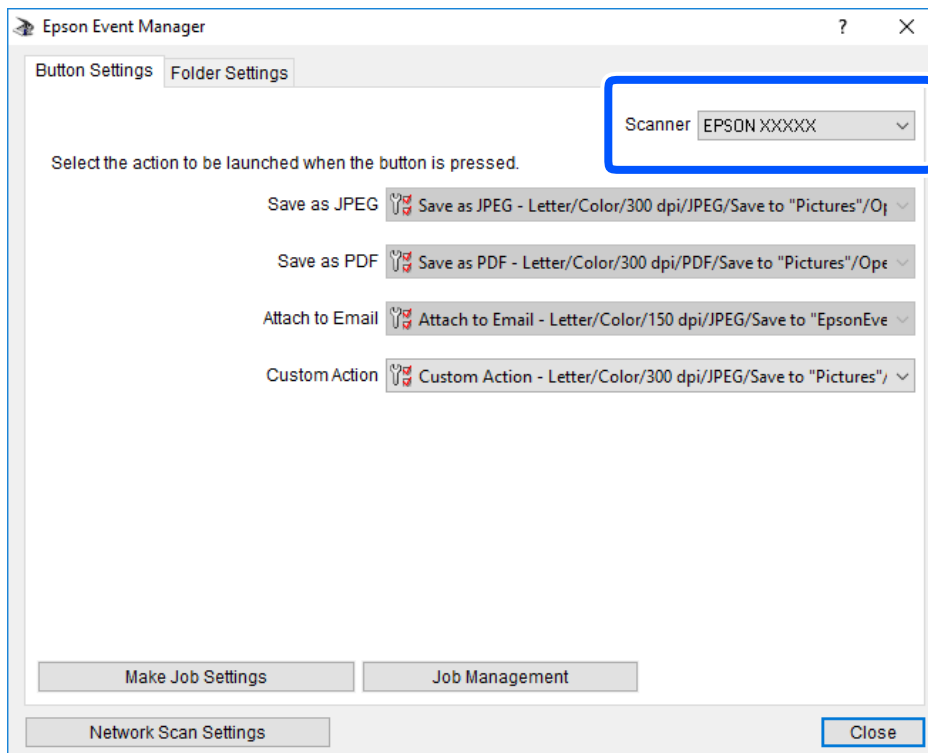 Epson Event Manager
?
Button Settings
Folder Settings
Scanner
EPSON XXXXX
Select the action to be launched when the button is pressed.
Save as JPEG
Save as JPEG - Letter/Color/300 dpi/JPEG/Save to "Pictures"/Op
Save as PDF
Save as PDF - Letter/Color/300 dpi/PDF/Save to "Pictures"/Ope
Attach to Email
Attach to Email - Letter/Color/150 dpi/JPEG/Save to "EpsonEve
Custom Action
Custom Action - Letter/Color/300 dpi/JPEG/Save to "Pictures"/
Make Job Settings
Job Management
Network Scan Settings
Close